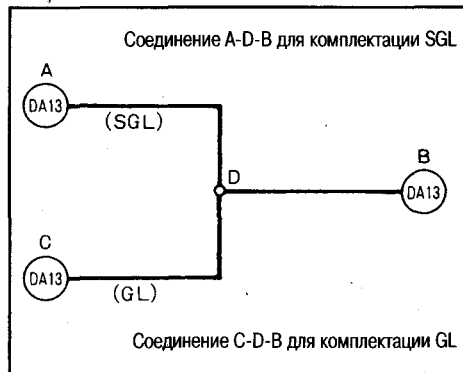 Соединение A-D-B для комплектации SGL
A
DA13
(SGL)
D
B
DA13
C
DA13
(GL)
Соединение C-D-B для комплектации GL